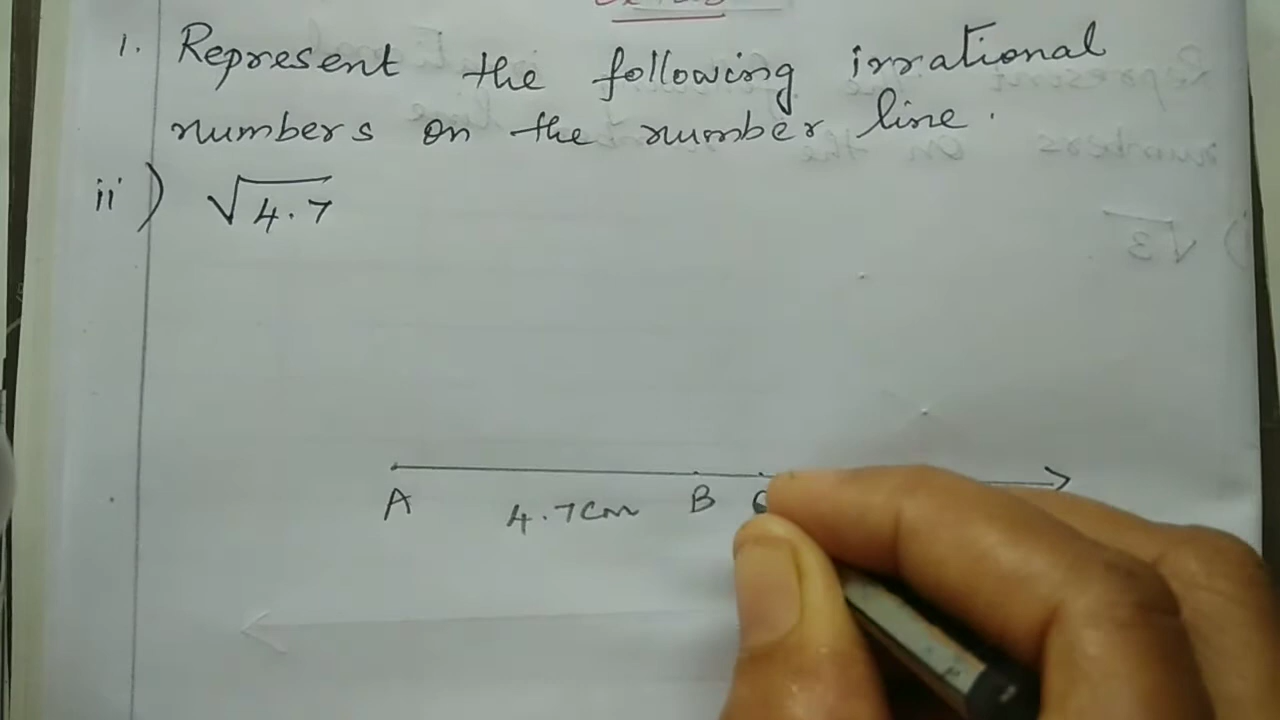 1. Represent the following irrational
numbers on the number line.
ii) √4.7
A 4.7cm B C